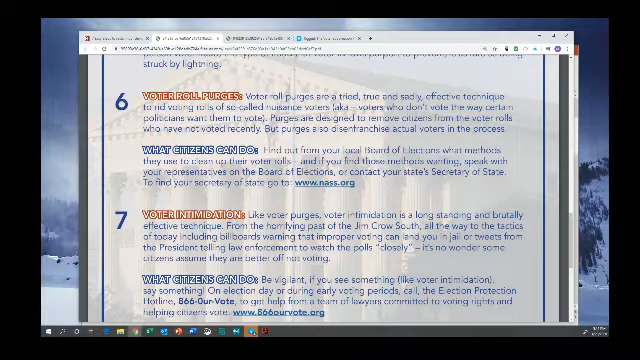 struck by lightning.
6
VOTER ROLL PURGES: Voter roll purges are a tried, true and sadly, effective technique
to rid voting rolls of so-called nuisance voters (aka – voters who don't vote the way certain
politicians want them to vote). Purges are designed to remove citizens from the voter rolls
who have not voted recently. But purges also disenfranchise actual voters in the process.
WHAT CITIZENS CAN DO: Find out from your local Board of Elections what methods
they use to clean up their voter rolls – and if you find those methods wanting, speak with
your representatives on the Board of Elections, or contact your state's Secretary of State.
To find your secretary of state go to: www.nass.org
7
VOTER INTIMIDATION: Like voter purges, voter intimidation is a long standing and brutally
effective technique. From the horrifying past of the Jim Crow South, all the way to the tactics
of today including billboards warning that improper voting can land you in jail or tweets from
the President telling law enforcement to watch the polls "closely" – it's no wonder some
citizens assume they are better off not voting.
WHAT CITIZENS CAN DO: Be vigilant, if you see something (like voter intimidation),
say something! On election day or during early voting periods, call, the Election Protection
Hotline, 866-Our-Vote, to get help from a team of lawyers committed to voting rights and
helping citizens vote. www.866ourvote.org